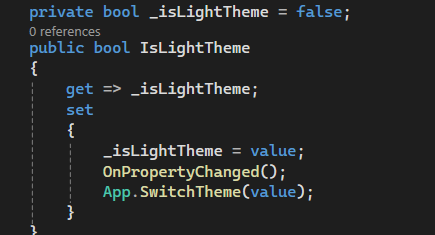 private bool _isLightTheme = false;
0 references
public bool IsLightTheme
{
get => _isLightTheme;
set
{
_isLightTheme = value;
OnPropertyChanged();
App.SwitchTheme(value);
}
}